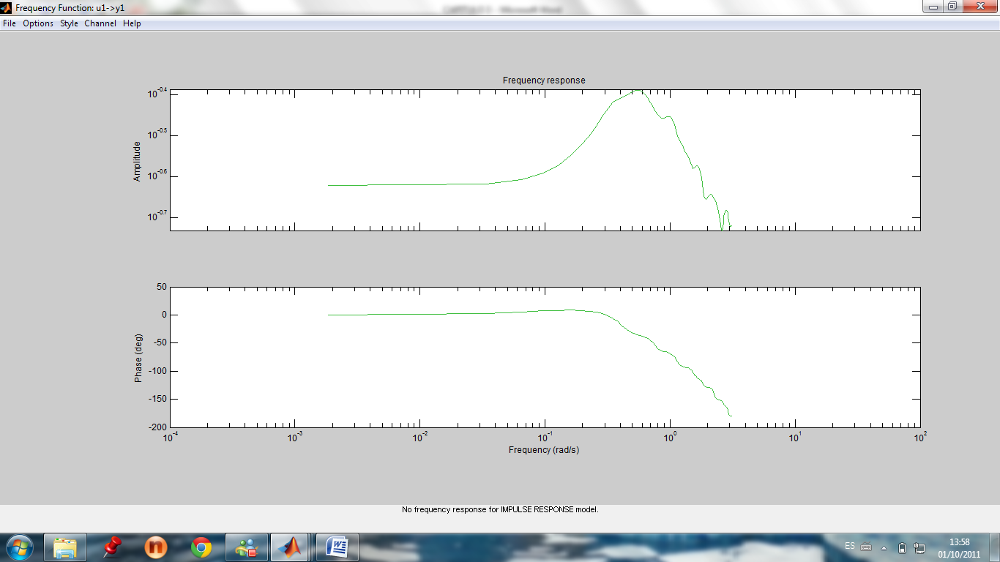 Frequency Function: u1->y1
File Options Style Channel Help
Frequency response
10^-0.4
10^-0.5
10^-0.6
10^-0.7
Amplitude
50
0
-50
-100
-150
-200
Phase (deg)
10^-4 10^-3 10^-2 10^-1 10^0 10^1 10^2
Frequency (rad/s)
No frequency response for IMPULSE RESPONSE model.
n
W
ES
13:58
01/10/2011